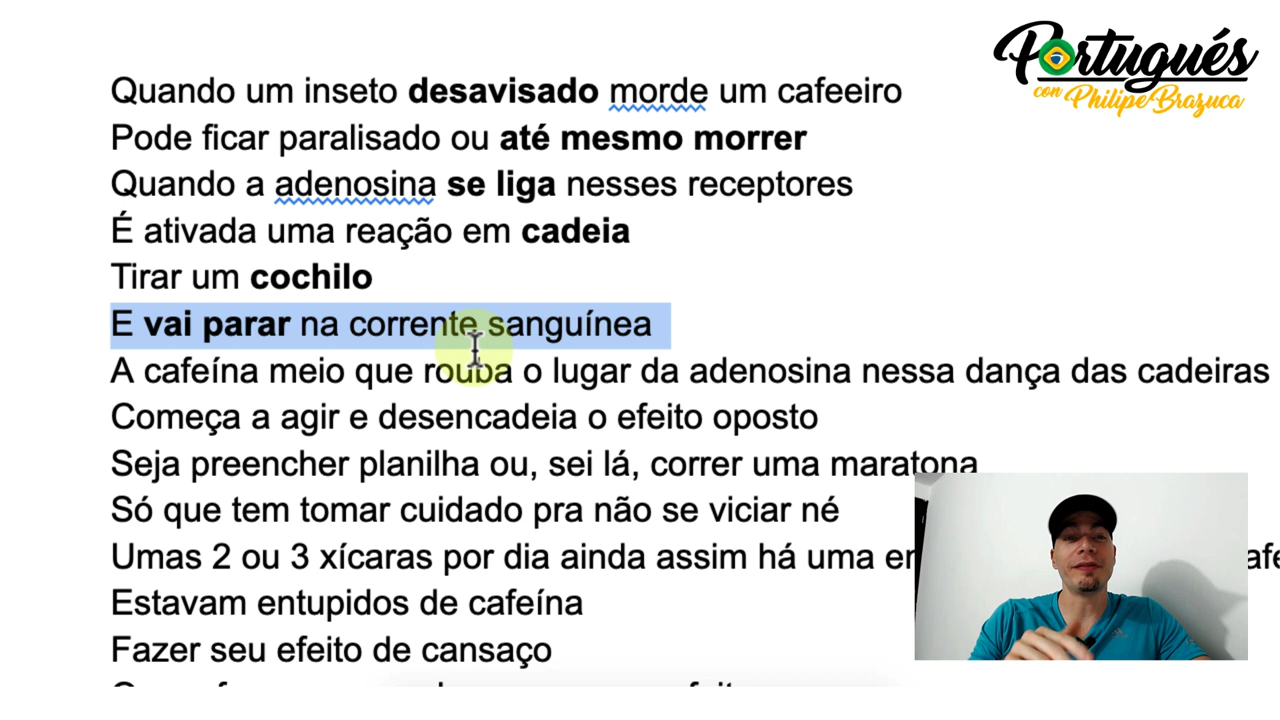 Portugués
con Philipe Brazuca
Quando um inseto desavisado morde um cafeeiro
Pode ficar paralisado ou até mesmo morrer
Quando a adenosina se liga nesses receptores
É ativada uma reação em cadeia
Tirar um cochilo
E vai parar na corrente sanguínea
A cafeína meio que rouba o lugar da adenosina nessa dança das cadeiras
Começa a agir e desencadeia o efeito oposto
Seja preencher planilha ou, sei lá, correr uma maratona
Só que tem tomar cuidado pra não se viciar né
Umas 2 ou 3 xícaras por dia ainda assim há uma
Estavam entupidos de cafeína
Fazer seu efeito de cansaço